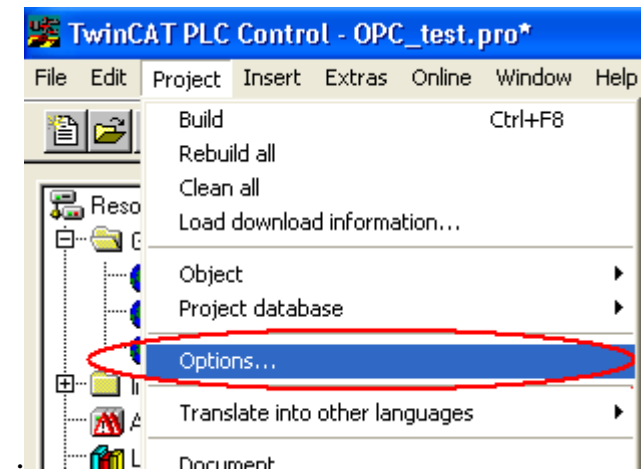 TwinCAT PLC Control - OPC_test.pro*
File Edit Project Insert Extras Online Window Help
Build Ctrl+F8
Rebuild all
Clean all
Load download information...
Object
Project database
Options...
Translate into other languages
Document